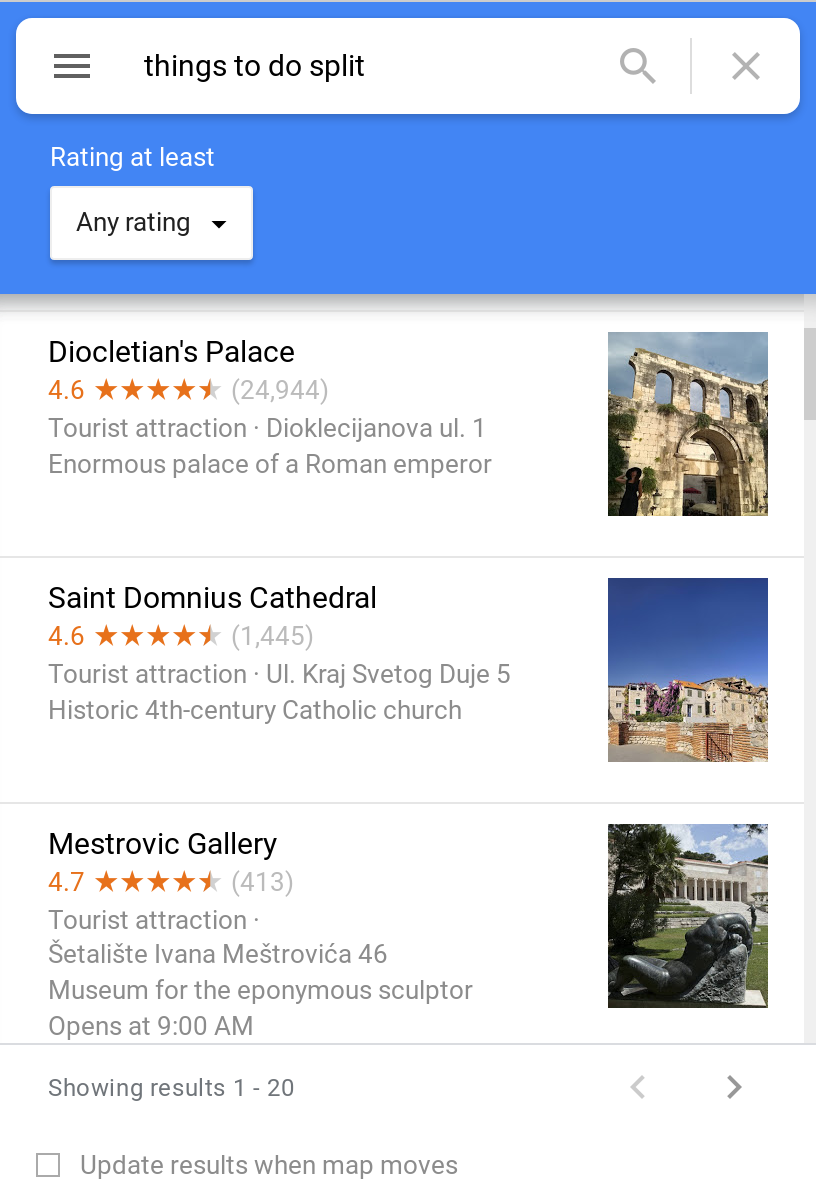 things to do split
Rating at least
Any rating
Diocletian's Palace
4.6 (24,944)
Tourist attraction · Dioklecijanova ul. 1
Enormous palace of a Roman emperor
Saint Domnius Cathedral
4.6 (1,445)
Tourist attraction · Ul. Kraj Svetog Duje 5
Historic 4th-century Catholic church
Mestrovic Gallery
4.7 (413)
Tourist attraction ·
Šetalište Ivana Meštrovića 46
Museum for the eponymous sculptor
Opens at 9:00 AM
Showing results 1 - 20
Update results when map moves